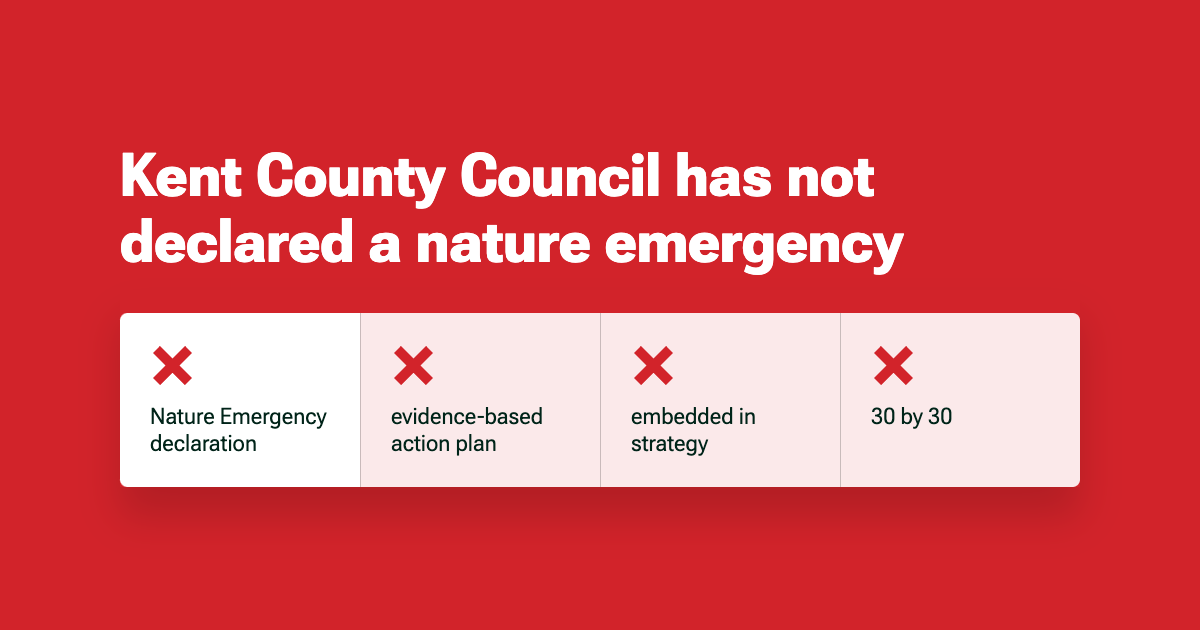 Kent County Council has not
declared a nature emergency
Nature Emergency
declaration
evidence-based
action plan
embedded in
strategy
30 by 30